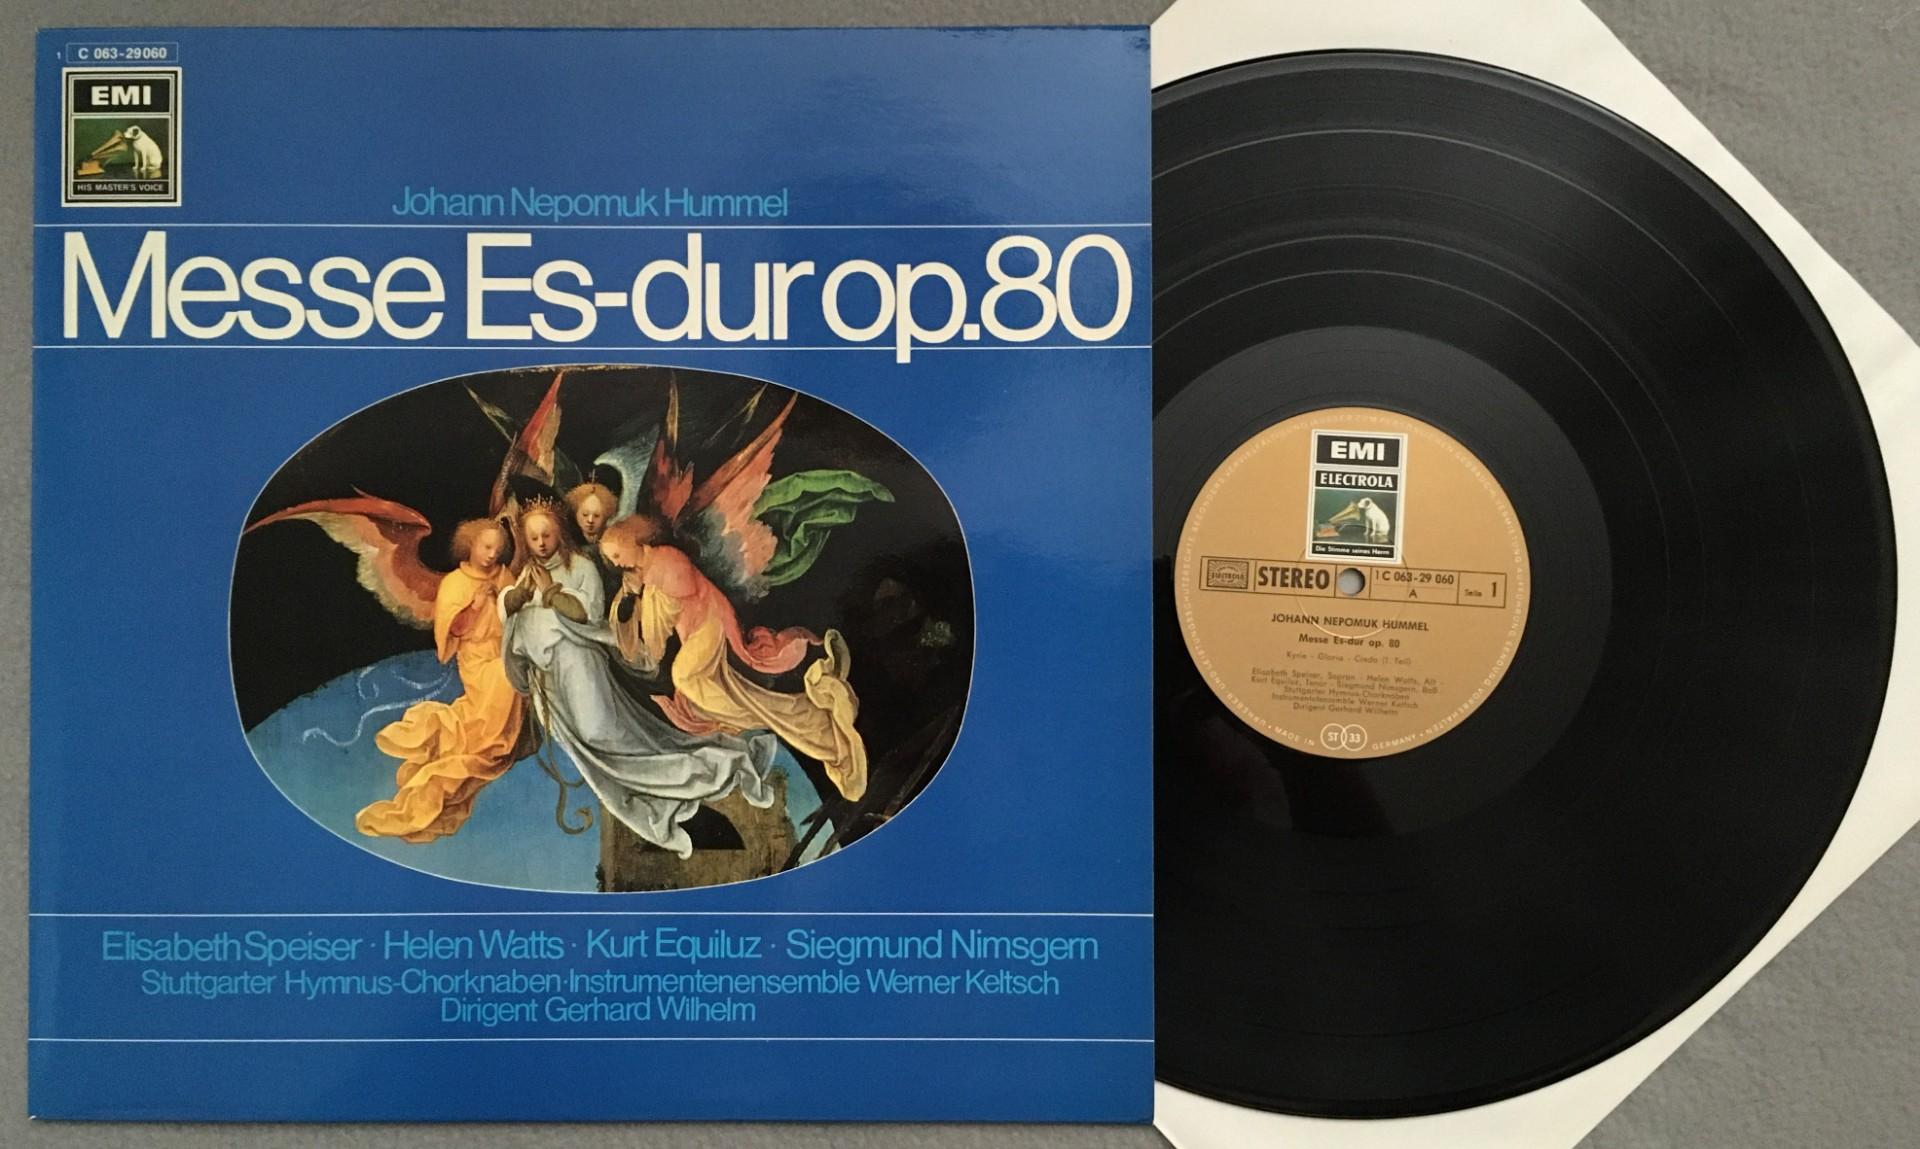 1 C 063-29060
EMI
HIS MASTER'S VOICE
Johann Nepomuk Hummel
Messe Es-dur op.80
Elisabeth Speiser · Helen Watts · Kurt Equiluz · Siegmund Nimsgern
Stuttgarter Hymnus-Chorknaben·Instrumentenensemble Werner Keltsch
Dirigent Gerhard Wilhelm
EMI
ELECTROLA
Die Stimme seines Herrn
ELECTROLA STEREO 1 C 063-29 060 Seite 1
A
JOHANN NEPOMUK HUMMEL
Messe Es-dur op. 80
Kyrie - Gloria - Credo (1. Teil)
Elisabeth Speiser, Sopran · Helen Watts, Alt ·
Kurt Equiluz, Tenor · Siegmund Nimsgern, Baß
Stuttgarter Hymnus-Chorknaben
Instrumentalensemble Werner Keltsch
Dirigent Gerhard Wilhelm
ST 33
MADE IN GERMANY